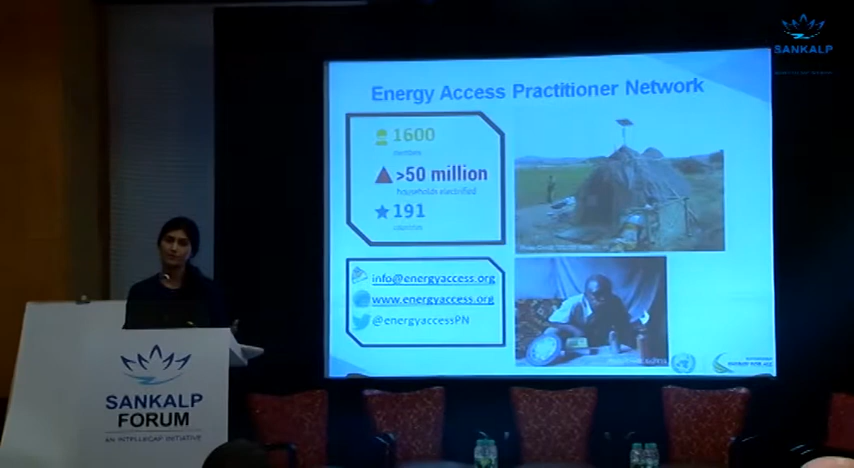 SANKALP
Energy Access Practitioner Network
1600
members
>50 million
households electrified
191
countries
info@energyaccess.org
www.energyaccess.org
@energyaccessPN
SANKALP
FORUM
AN INTELLECAP INITIATIVE